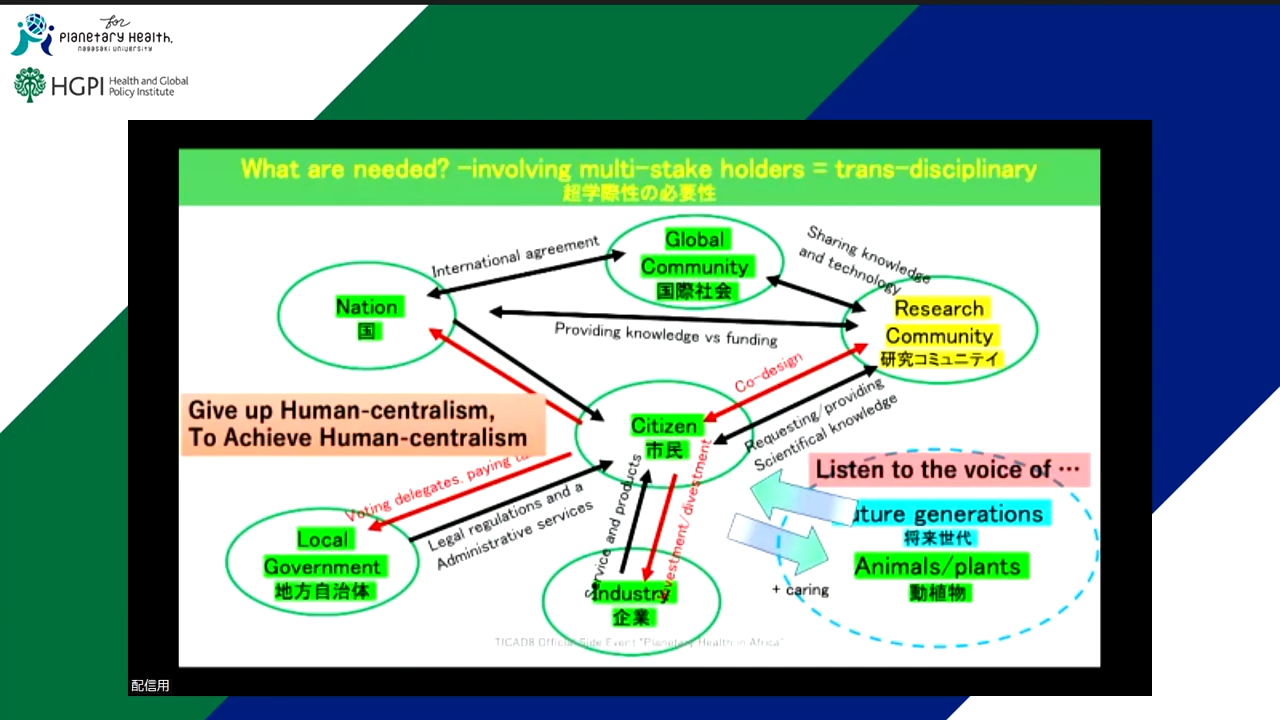 for
Planetary Health,
NAGASAKI UNIVERSITY
HGPI
Health and Global
Policy Institute
What are needed? -involving multi-stake holders = trans-disciplinary
超学際性の必要性
International agreement
Global
Community
国際社会
Sharing knowledge
and technology
Nation
国
Research
Community
研究コミュニテイ
Providing knowledge vs funding
Co-design
Give up Human-centralism,
To Achieve Human-centralism
Citizen
市民
Requesting/providing
Scientifical knowledge
Voting delegates, paying
Legal regulations and a
Administrative services
Service and products
vestment/divestment
Listen to the voice of …
uture generations
将来世代
Animals/plants
動植物
+ caring
Local
Government
地方自治体
Industry
企業
TICAD8 Official Side Event "Planetary Health in Africa"
配信用